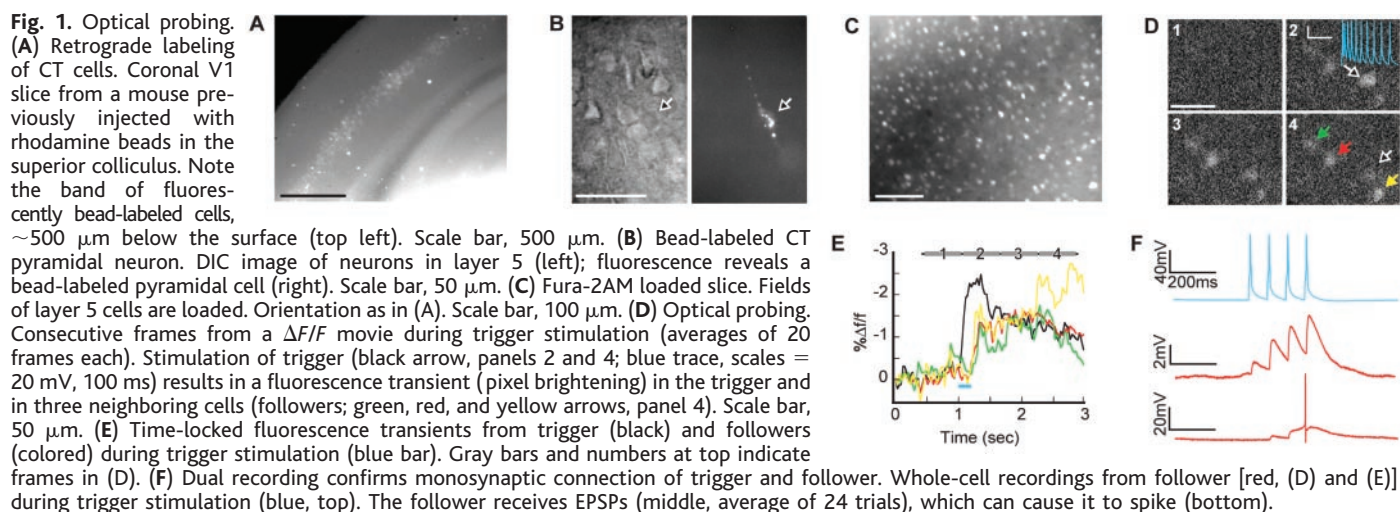 Fig. 1. Optical probing.
(A) Retrograde labeling
of CT cells. Coronal V1
slice from a mouse pre-
viously injected with
rhodamine beads in the
superior colliculus. Note
the band of fluores-
cently bead-labeled cells,
~500 μm below the surface (top left). Scale bar, 500 μm. (B) Bead-labeled CT
pyramidal neuron. DIC image of neurons in layer 5 (left); fluorescence reveals a
bead-labeled pyramidal cell (right). Scale bar, 50 μm. (C) Fura-2AM loaded slice. Fields
of layer 5 cells are loaded. Orientation as in (A). Scale bar, 100 μm. (D) Optical probing.
Consecutive frames from a ΔF/F movie during trigger stimulation (averages of 20
frames each). Stimulation of trigger (black arrow, panels 2 and 4; blue trace, scales =
20 mV, 100 ms) results in a fluorescence transient (pixel brightening) in the trigger and
in three neighboring cells (followers; green, red, and yellow arrows, panel 4). Scale bar,
50 μm. (E) Time-locked fluorescence transients from trigger (black) and followers
(colored) during trigger stimulation (blue bar). Gray bars and numbers at top indicate
frames in (D). (F) Dual recording confirms monosynaptic connection of trigger and follower. Whole-cell recordings from follower [red, (D) and (E)]
during trigger stimulation (blue, top). The follower receives EPSPs (middle, average of 24 trials), which can cause it to spike (bottom).
A
B
C
D
1
2
3
4
E
-3
-2
-1
0
%Δf/f
1 2 3 4
0 1 2 3
Time (sec)
F
40mV
200ms
2mV
20mV